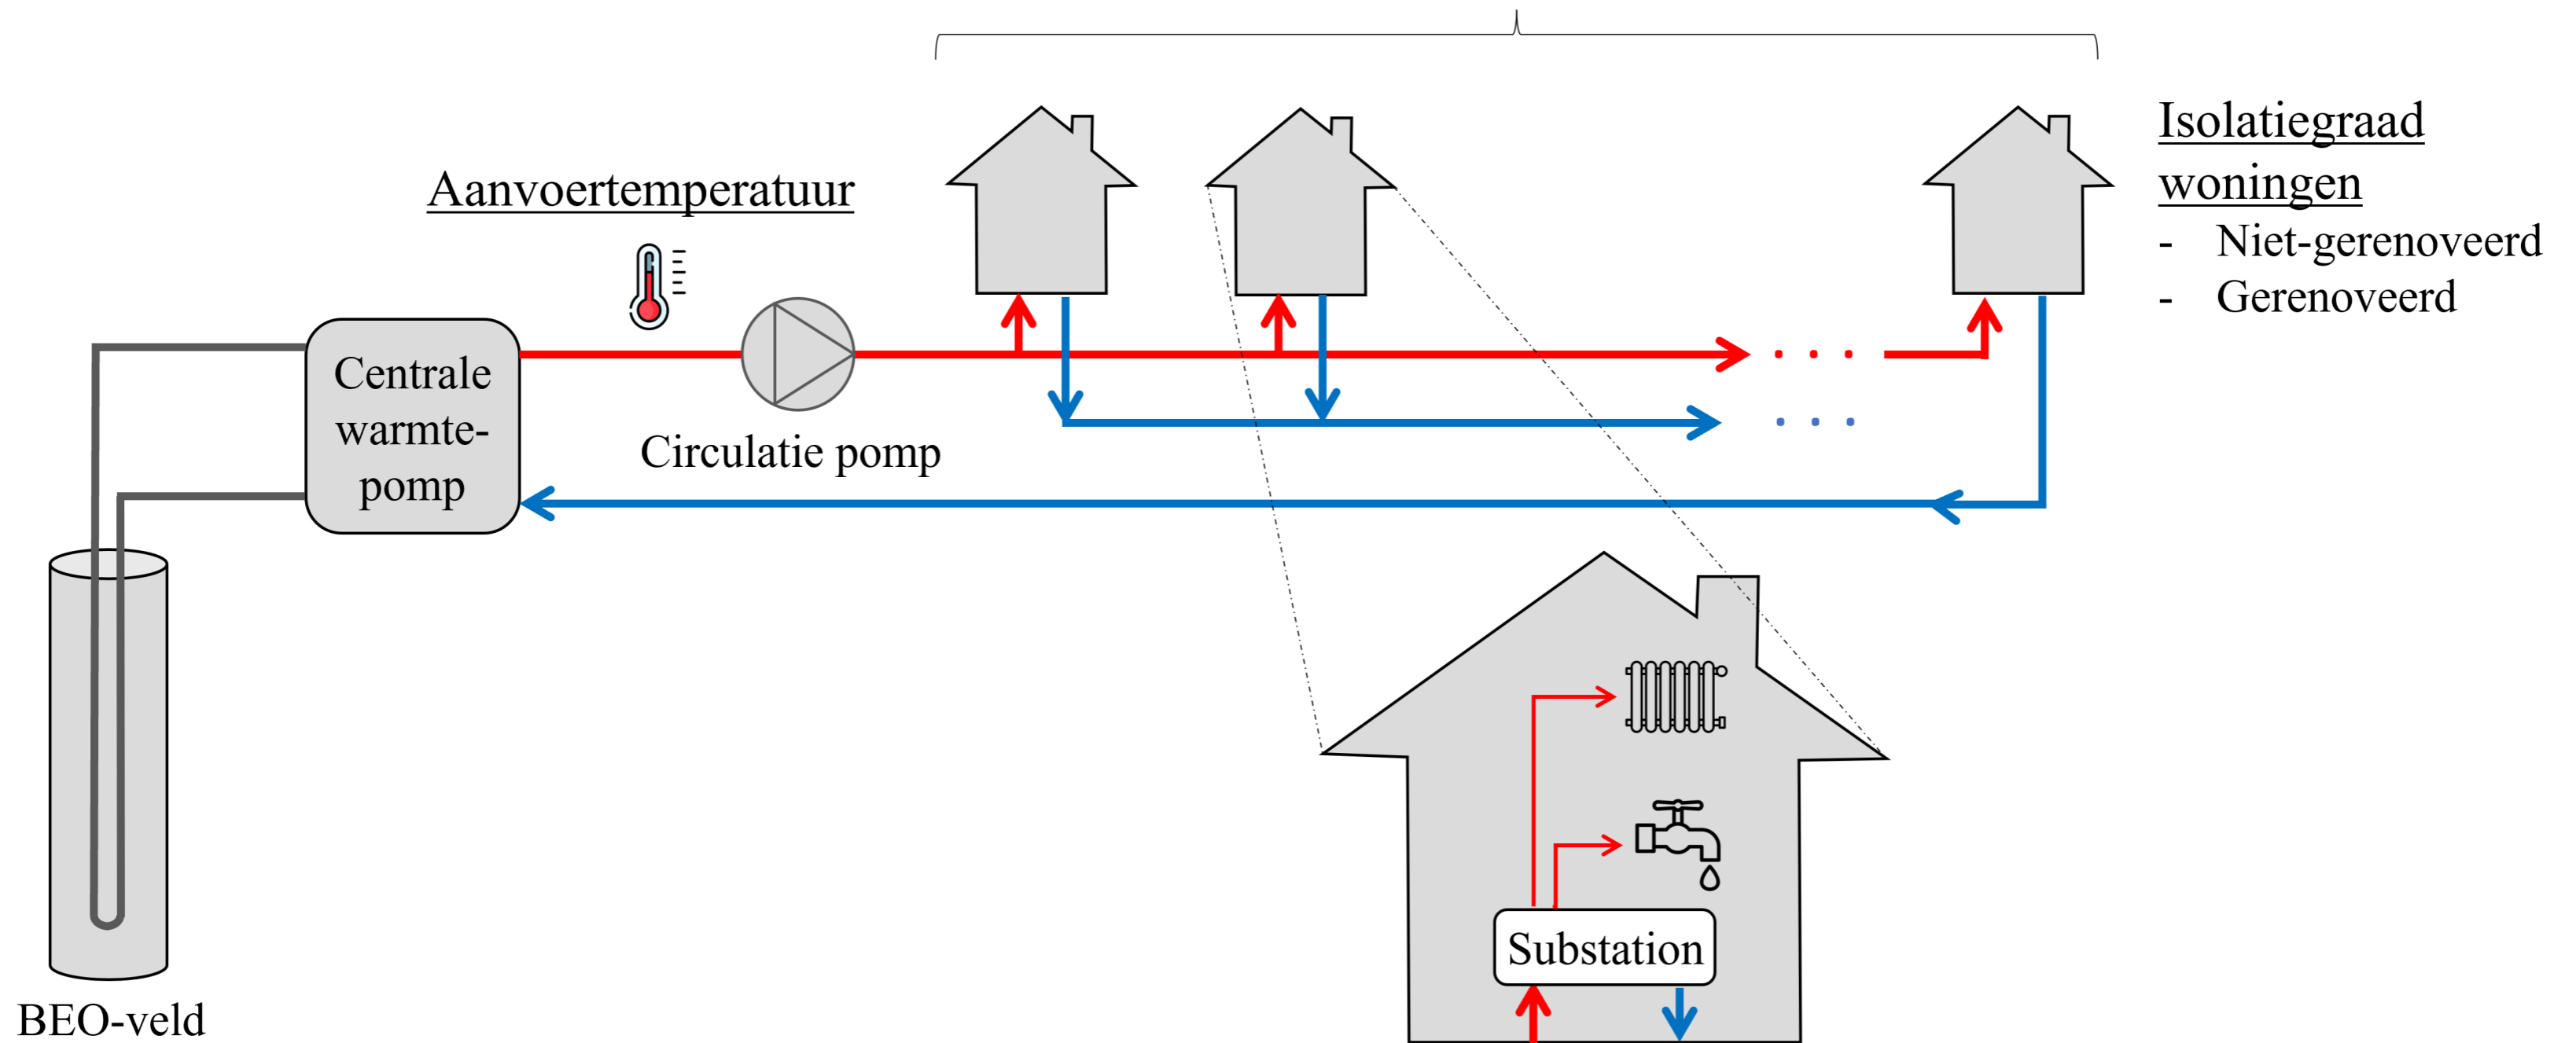 Isolatiegraad
woningen
- Niet-gerenoveerd
- Gerenoveerd
Aanvoertemperatuur
Centrale
warmte-
pomp
Circulatie pomp
Substation
BEO-veld